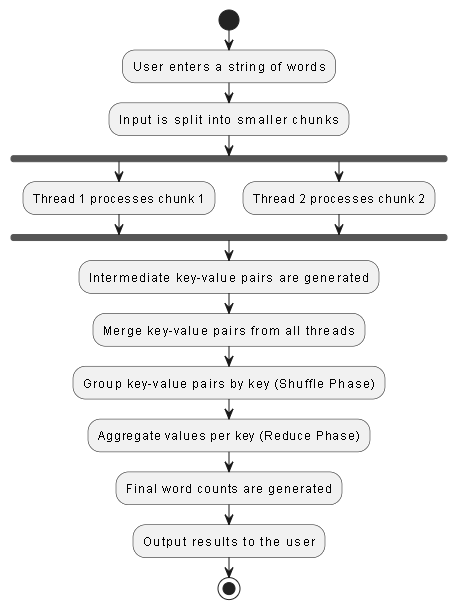 User enters a string of words
Input is split into smaller chunks
Thread 1 processes chunk 1
Thread 2 processes chunk 2
Intermediate key-value pairs are generated
Merge key-value pairs from all threads
Group key-value pairs by key (Shuffle Phase)
Aggregate values per key (Reduce Phase)
Final word counts are generated
Output results to the user